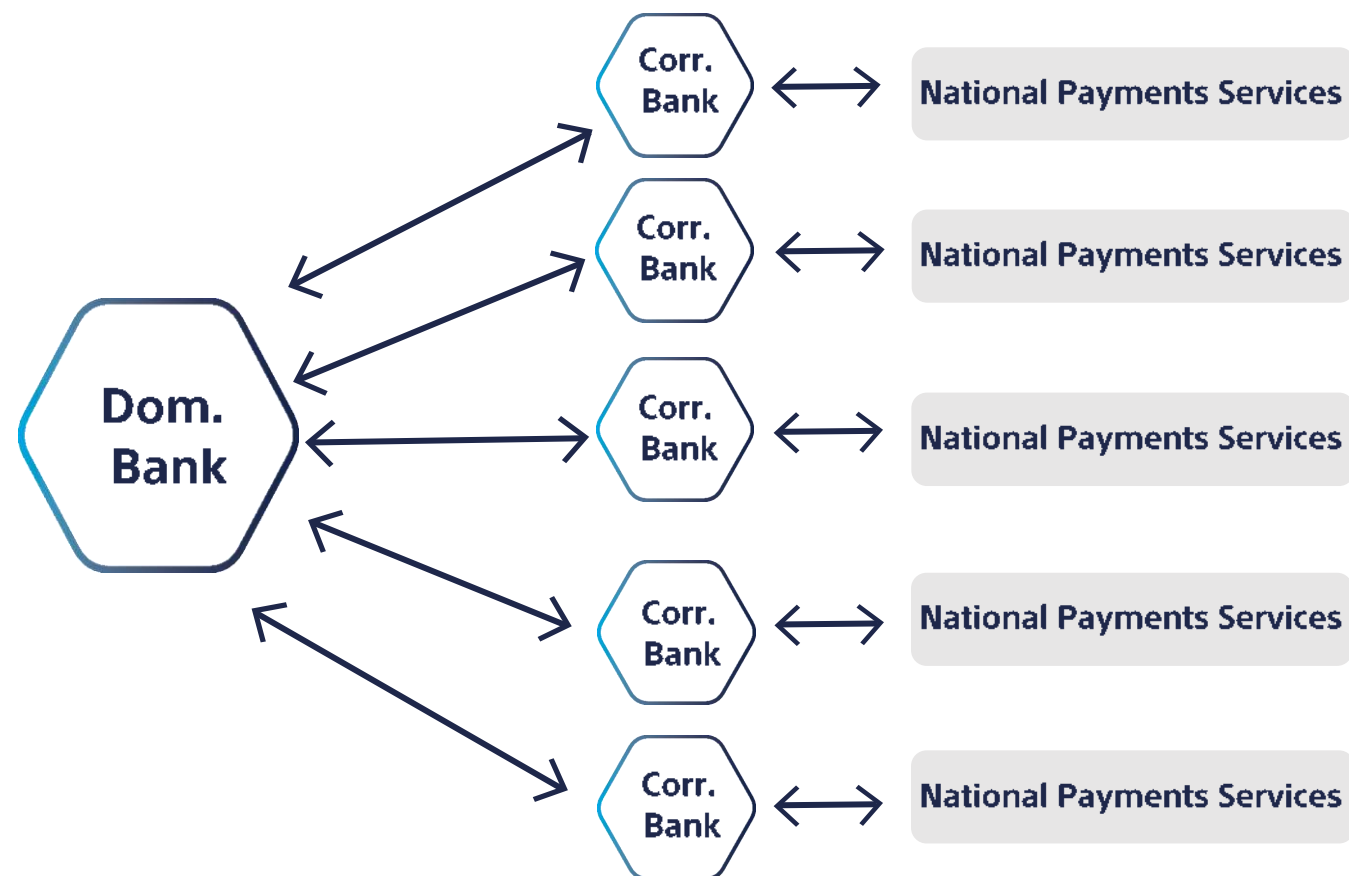 Corr.
Bank
National Payments Services
Corr.
Bank
National Payments Services
Dom.
Bank
Corr.
Bank
National Payments Services
Corr.
Bank
National Payments Services
Corr.
Bank
National Payments Services